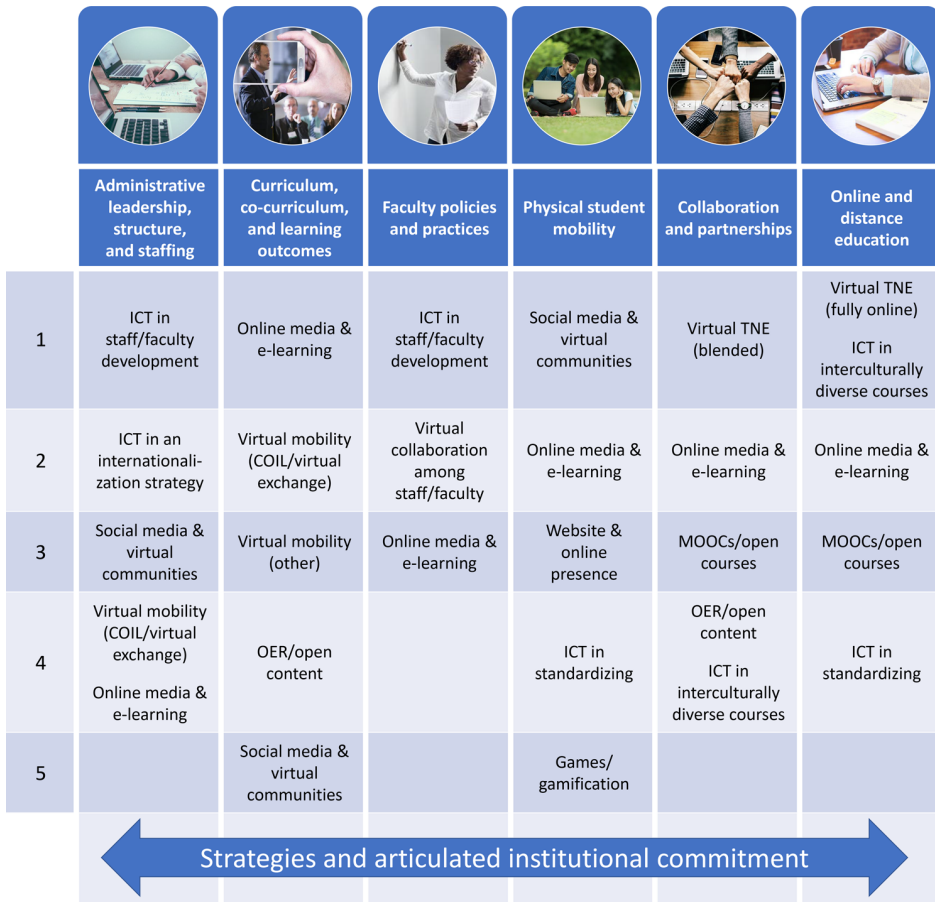 Administrative
leadership,
structure,
and staffing
Curriculum,
co-curriculum,
and learning
outcomes
Faculty policies
and practices
Physical student
mobility
Collaboration
and partnerships
Online and
distance
education
1
ICT in
staff/faculty
development
Online media &
e-learning
ICT in
staff/faculty
development
Social media &
virtual
communities
Virtual TNE
(blended)
Virtual TNE
(fully online)
ICT in
interculturally
diverse courses
2
ICT in an
internationali-
zation strategy
Virtual mobility
(COIL/virtual
exchange)
Virtual
collaboration
among
staff/faculty
Online media &
e-learning
Online media &
e-learning
Online media &
e-learning
3
Social media &
virtual
communities
Virtual mobility
(other)
Online media &
e-learning
Website &
online
presence
MOOCs/open
courses
MOOCs/open
courses
4
Virtual mobility
(COIL/virtual
exchange)
Online media &
e-learning
OER/open
content
ICT in
standardizing
OER/open
content
ICT in
interculturally
diverse courses
ICT in
standardizing
5
Social media &
virtual
communities
Games/
gamification
Strategies and articulated institutional commitment